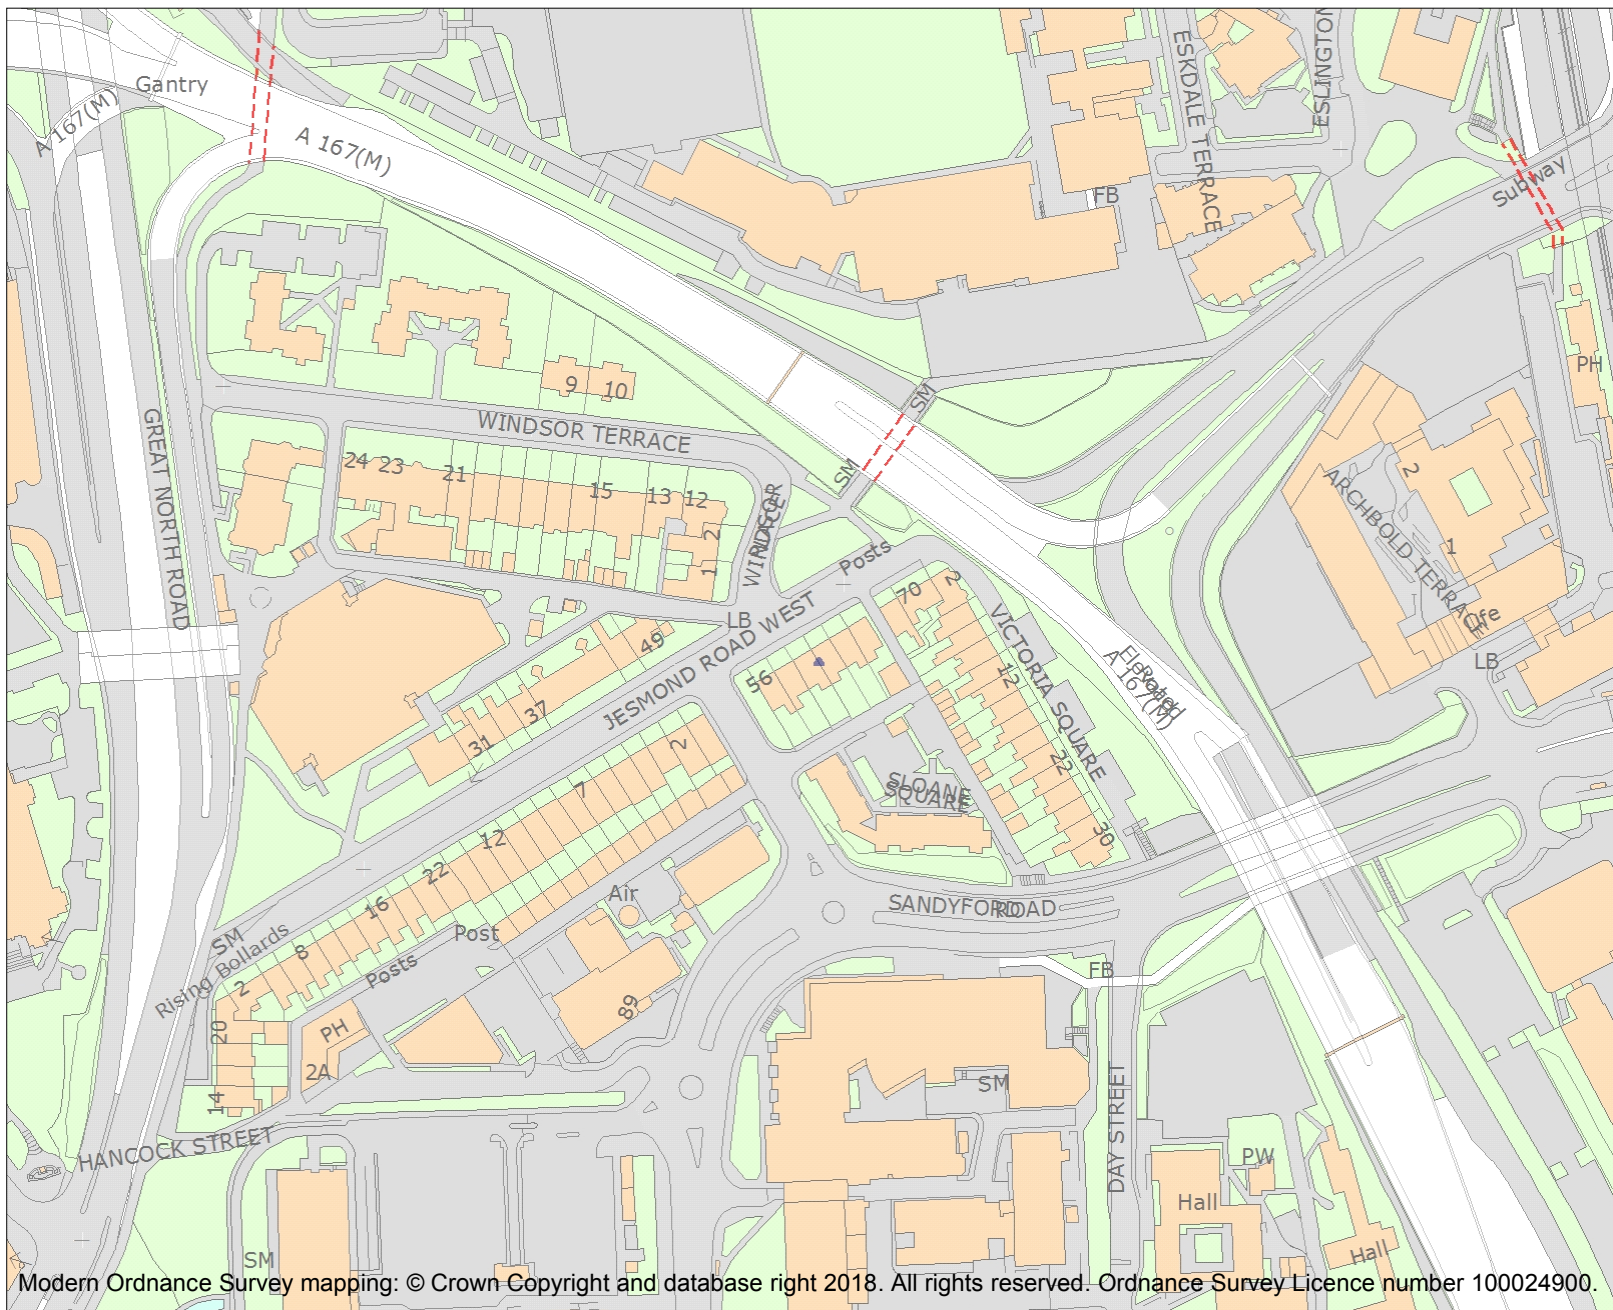 Gantry
A 167(M)
A 167(M)
ESKDALE TERRACE
ESLINGTON
FB
Subway
PH
9
10
SM
SM
GREAT NORTH ROAD
WINDSOR TERRACE
24
23
21
15
13
12
2
1
WINDSOR
TERRACE
Posts
ARCHBOLD TERRACE
2
1
LB
JESMOND ROAD WEST
70
2
VICTORIA SQUARE
12
22
30
49
37
31
56
Elevated
Road
A 167(M)
LB
2
7
12
22
16
8
2
SLOANE
SQUARE
Air
Post
Posts
SANDYFORD
ROAD
SM
Rising Bollards
FB
89
PH
20
2A
14
SM
DAY STREET
HANCOCK STREET
PW
Hall
Hall
SM
Modern Ordnance Survey mapping: © Crown Copyright and database right 2018. All rights reserved. Ordnance Survey Licence number 100024900.